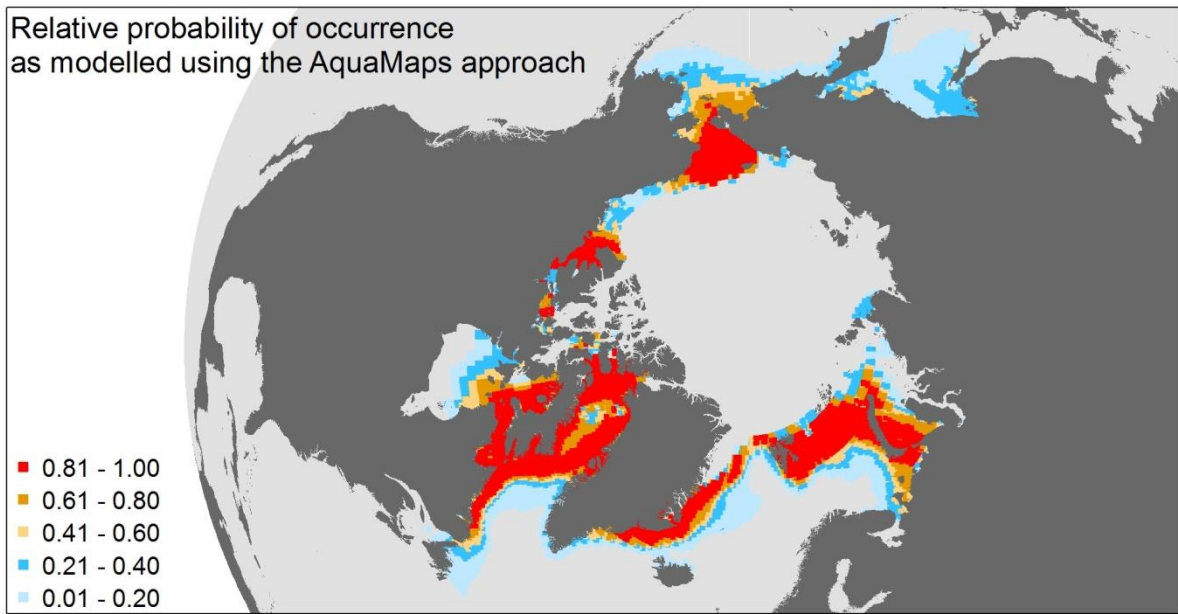 Relative probability of occurrence
as modelled using the AquaMaps approach
0.81 - 1.00
0.61 - 0.80
0.41 - 0.60
0.21 - 0.40
0.01 - 0.20